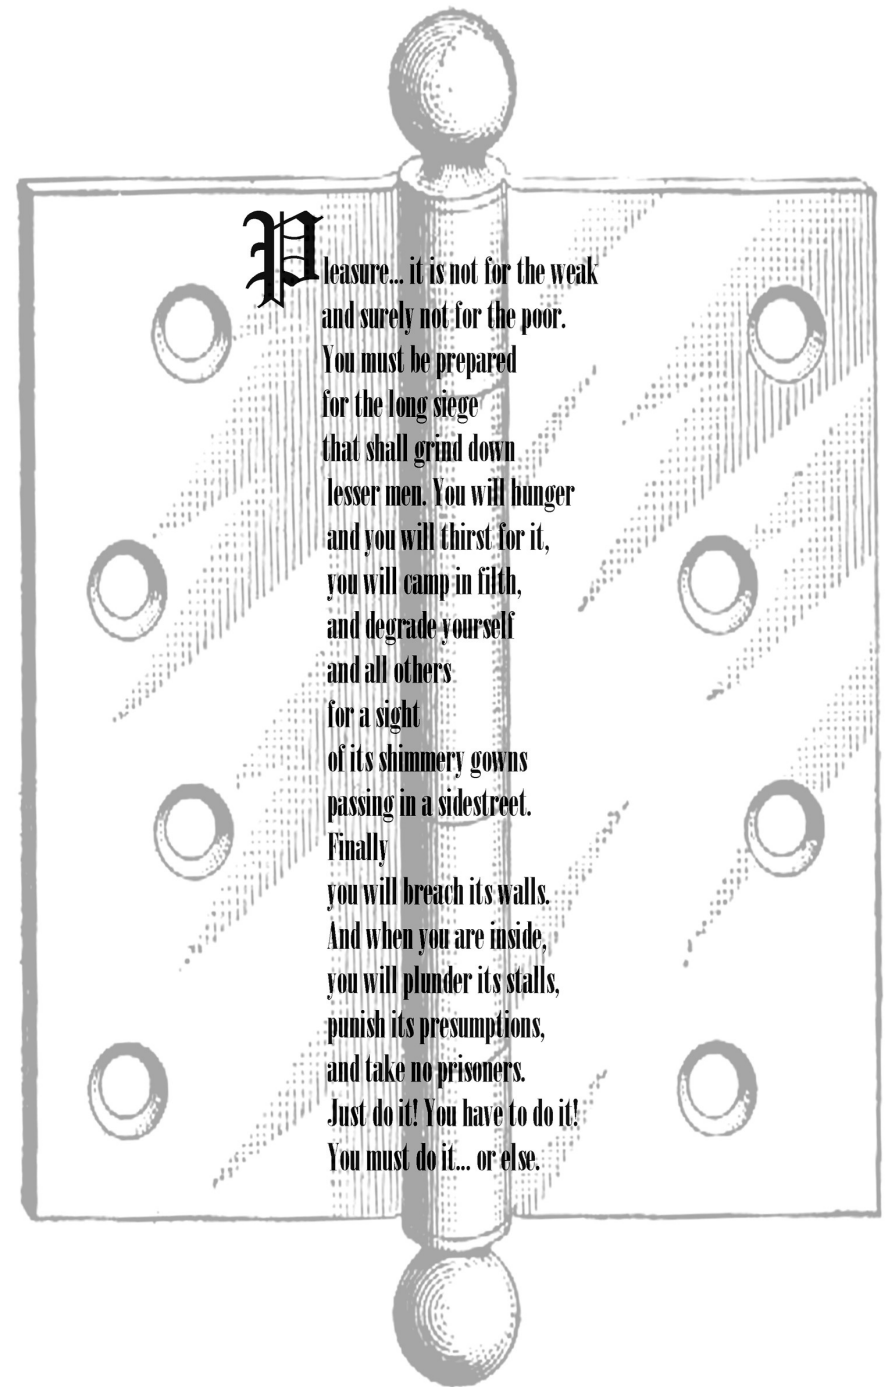 Pleasure... it is not for the weak
and surely not for the poor.
You must be prepared
for the long siege
that shall grind down
lesser men. You will hunger
and you will thirst for it,
you will camp in filth,
and degrade yourself
and all others
for a sight
of its shimmery gowns
passing in a sidestreet.
Finally
you will breach its walls.
And when you are inside,
you will plunder its stalls,
punish its presumptions,
and take no prisoners.
Just do it! You have to do it!
You must do it... or else.